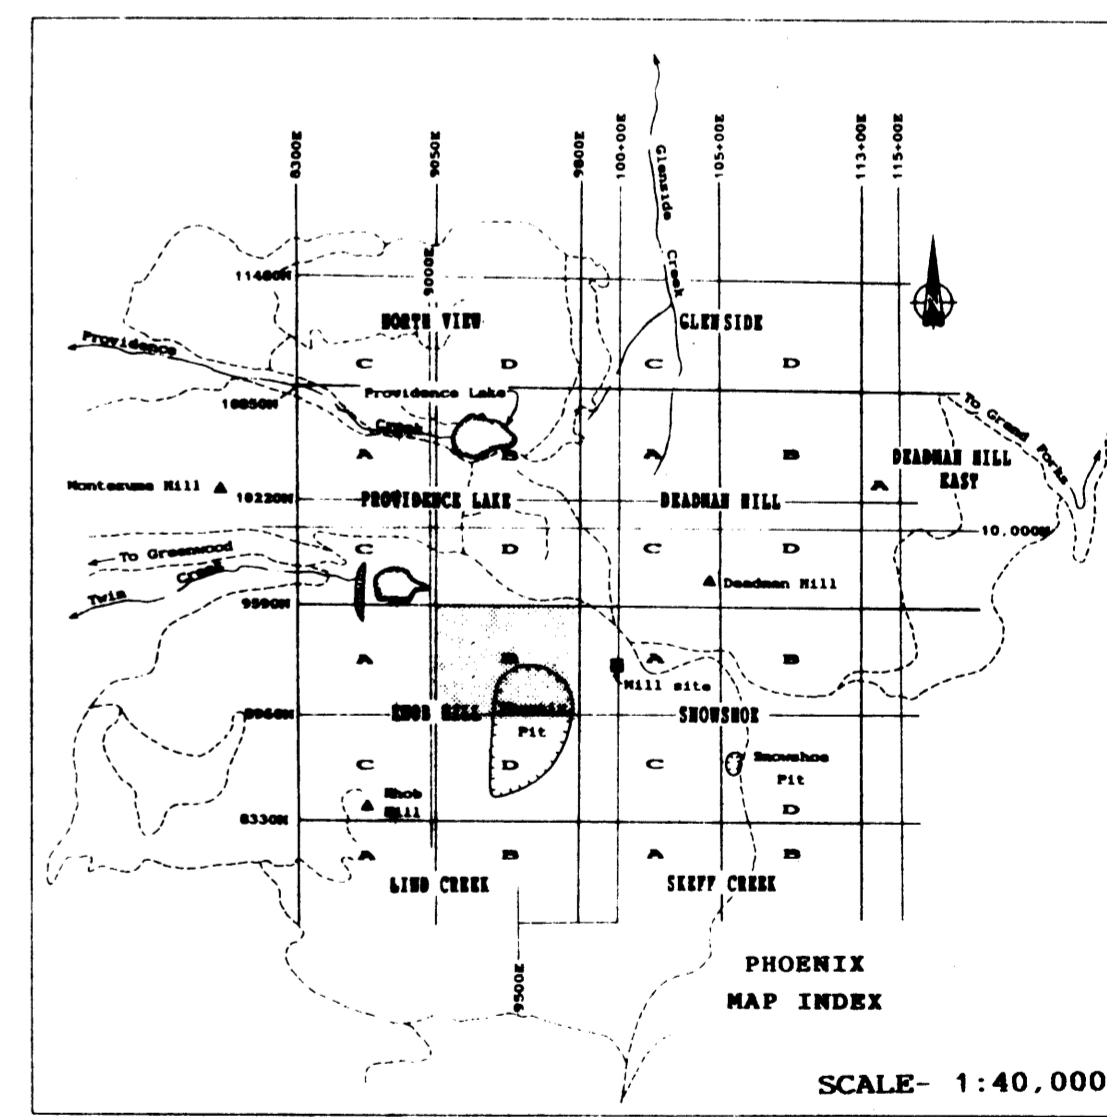 8300E
9050E
9800E
100+00E
105+00E
113+00E
115+00E
Glenside
Creek
11480N
9000E
NORTH VIEW
GLENSIDE
Providence
C
D
C
D
Providence Lake
10850N
Creek
To Grand Forks
A
B
A
B
DEADMAN HILL
EAST
A
Montezuma Hill
10220N
PROVIDENCE LAKE
DEADMAN HILL
10,000N
To Greenwood
C
D
C
D
Creek
Twin
Deadman Hill
9590N
A
B
A
B
Mill site
8960N
KNOB HILL
SNOWSHOE
Pit
C
D
C
Snowshoe
Pit
Knob
Hill
D
8330N
A
B
A
B
LIND CREEK
SKEFF CREEK
9500E
PHOENIX
MAP INDEX
SCALE- 1:40,000